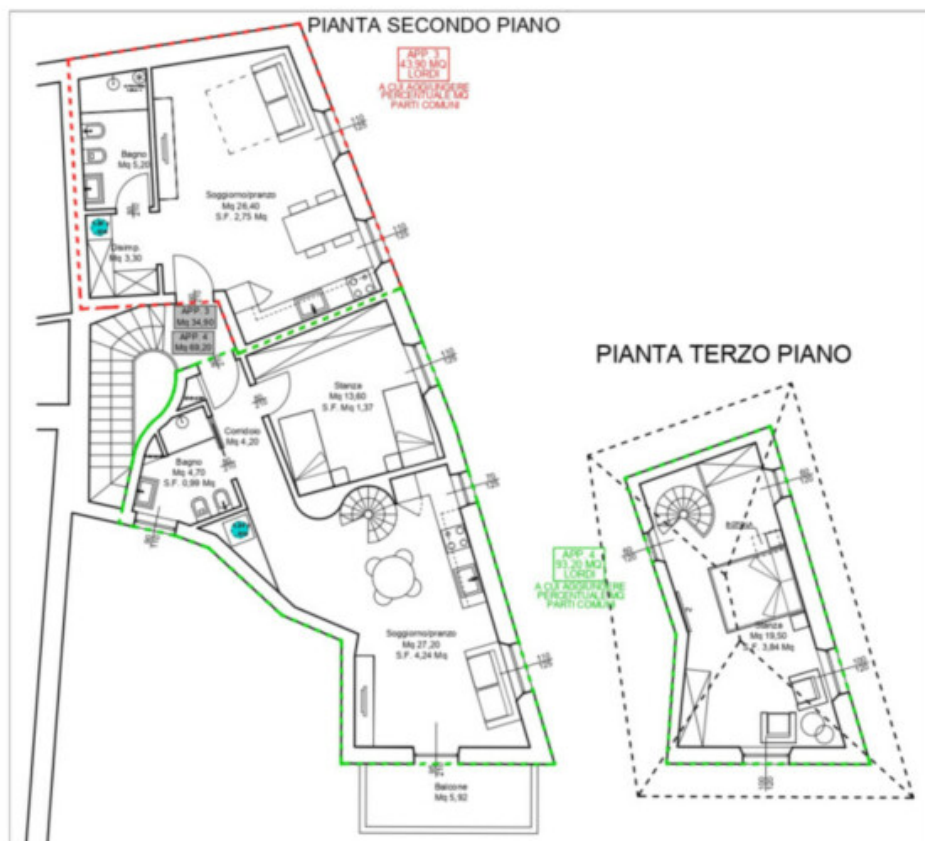 PIANTA SECONDO PIANO
APP. 3
43,90 MQ
LORDI
A CUI AGGIUNGERE
PERCENTUALE MQ
PARTI COMUNI
Bagno
Mq 5,20
Soggiorno/pranzo
Mq 26,40
S.F. 2,75 Mq
Disimp.
Mq 3,30
APP. 3
Mq 34,90
APP. 4
Mq 69,20
Stanza
Mq 13,60
S.F. Mq 1,37
Corridoio
Mq 4,20
Bagno
Mq 4,70
S.F. 0,99 Mq
Soggiorno/pranzo
Mq 27,20
S.F. 4,24 Mq
Balcone
Mq 5,92
PIANTA TERZO PIANO
APP. 4
93,20 MQ
LORDI
A CUI AGGIUNGERE
PERCENTUALE MQ
PARTI COMUNI
Stanza
Mq 19,50
S.F. 3,84 Mq